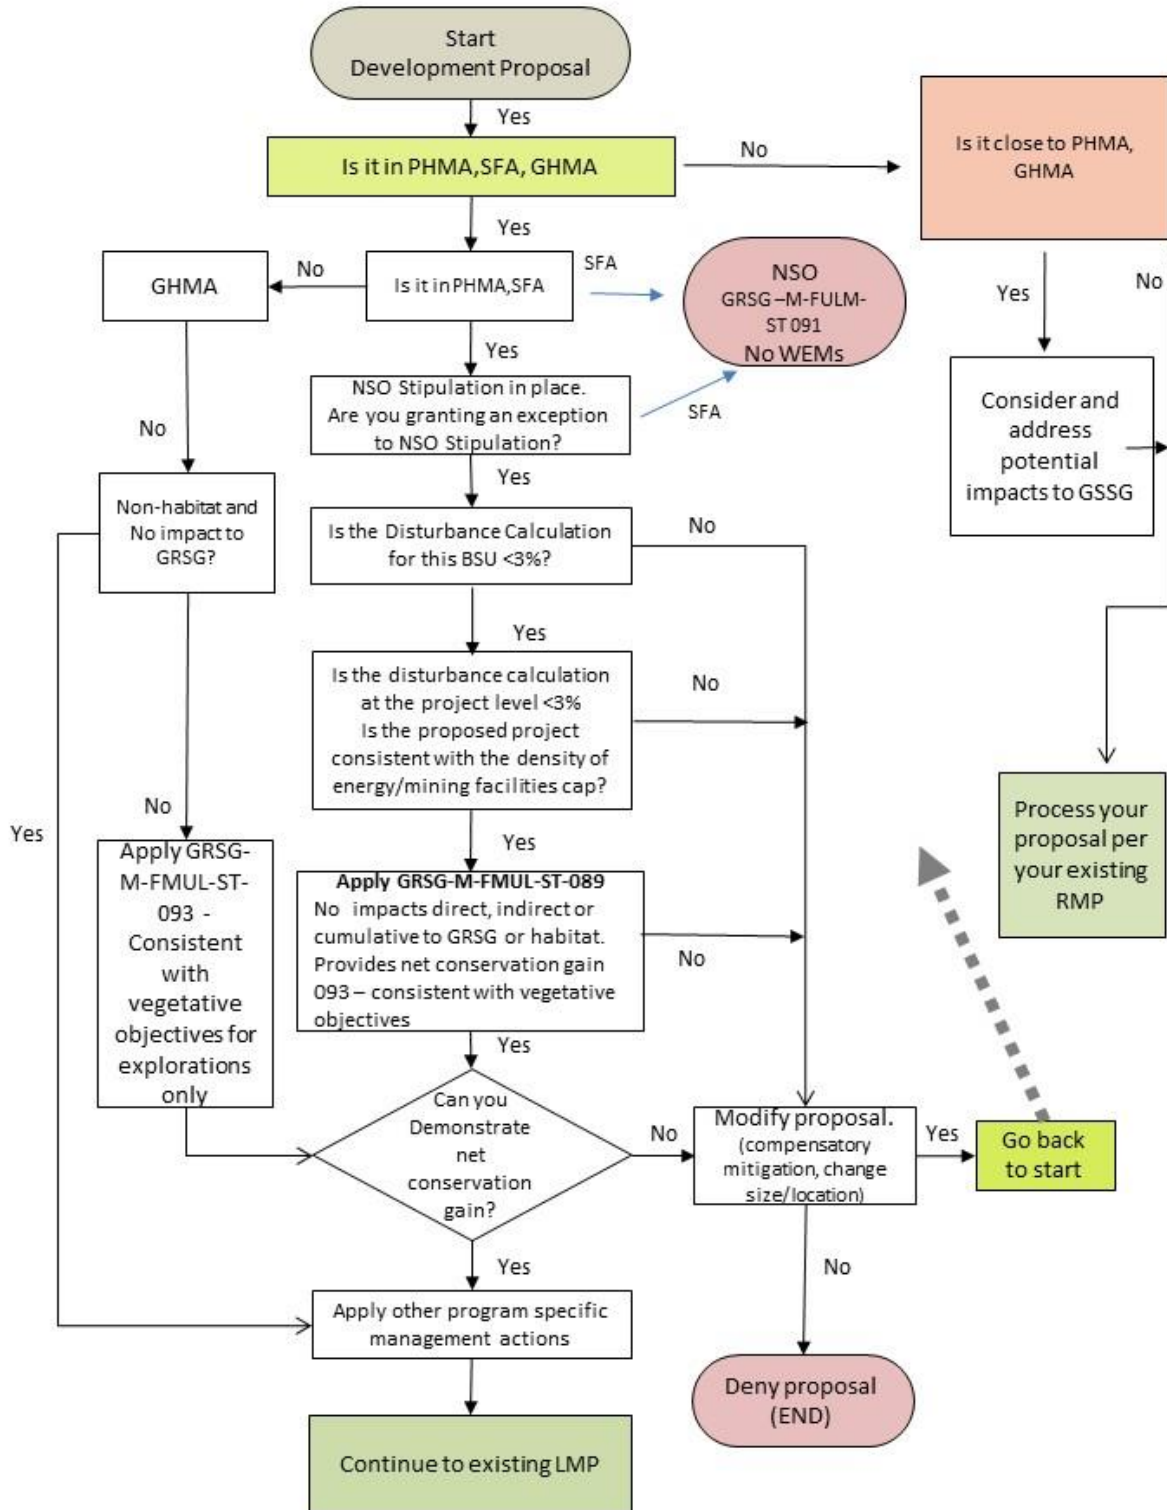 Start
Development Proposal
Yes
Is it in PHMA,SFA, GHMA
No
Is it close to PHMA,
GHMA
Yes
No
Yes
GHMA
No
Is it in PHMA,SFA
SFA
NSO
GRSG –M-FULM-
ST 091
No WEMs
Yes
NSO Stipulation in place.
Are you granting an exception
to NSO Stipulation?
SFA
Consider and
address
potential
impacts to GSSG
No
Yes
Non-habitat and
No impact to
GRSG?
Is the Disturbance Calculation
for this BSU <3%?
No
Yes
Is the disturbance calculation
at the project level <3%
Is the proposed project
consistent with the density of
energy/mining facilities cap?
No
Process your
proposal per
your existing
RMP
Yes
No
Yes
Apply GRSG-
M-FMUL-ST-
093 -
Consistent
with
vegetative
objectives for
explorations
only
Apply GRSG-M-FMUL-ST-089
No impacts direct, indirect or
cumulative to GRSG or habitat.
Provides net conservation gain
093 – consistent with vegetative
objectives
No
Yes
Can you
Demonstrate
net
conservation
gain?
No
Modify proposal.
(compensatory
mitigation, change
size/location)
Yes
Go back
to start
Yes
No
Apply other program specific
management actions
Deny proposal
(END)
Continue to existing LMP